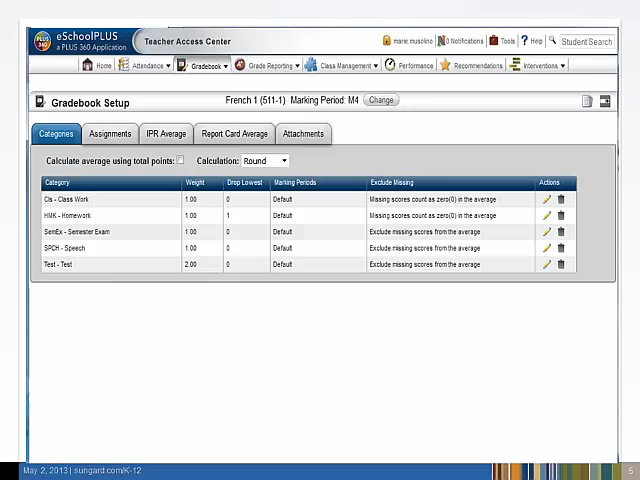 eSchoolPLUS
a PLUS 360 Application
PLUS 360
Teacher Access Center
marie.musolino
0 Notifications
Tools
? Help
Student Search
Home
Attendance
Gradebook
Grade Reporting
Class Management
Performance
Recommendations
Interventions
Gradebook Setup
French 1 (511-1) Marking Period: M4
Change
Categories
Assignments
IPR Average
Report Card Average
Attachments
Calculate average using total points:
Calculation: Round
Category Weight Drop Lowest Marking Periods Exclude Missing Actions
Cls - Class Work 1.00 0 Default Missing scores count as zero(0) in the average
HMK - Homework 1.00 1 Default Missing scores count as zero(0) in the average
SemEx - Semester Exam 1.00 0 Default Exclude missing scores from the average
SPCH - Speech 1.00 0 Default Exclude missing scores from the average
Test - Test 2.00 0 Default Exclude missing scores from the average
May 2, 2013 | sungard.com/K-12
5